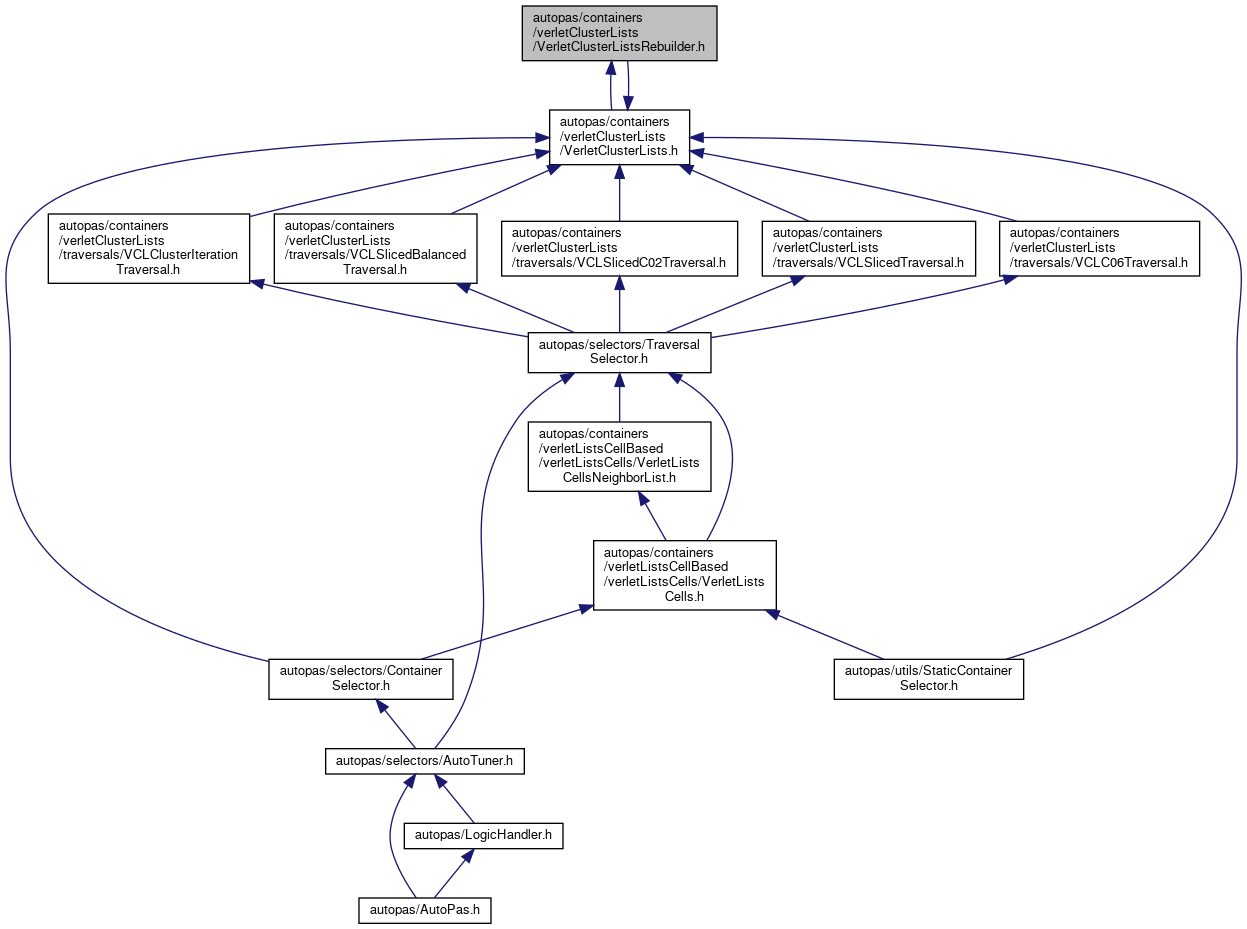 autopas/containers
/verletClusterLists
/VerletClusterListsRebuilder.h
autopas/containers
/verletClusterLists
/VerletClusterLists.h
autopas/containers
/verletClusterLists
/traversals/VCLClusterIteration
Traversal.h
autopas/containers
/verletClusterLists
/traversals/VCLSlicedBalanced
Traversal.h
autopas/containers
/verletClusterLists
/traversals/VCLSlicedC02Traversal.h
autopas/containers
/verletClusterLists
/traversals/VCLSlicedTraversal.h
autopas/containers
/verletClusterLists
/traversals/VCLC06Traversal.h
autopas/selectors/Traversal
Selector.h
autopas/containers
/verletListsCellBased
/verletListsCells/VerletLists
CellsNeighborList.h
autopas/containers
/verletListsCellBased
/verletListsCells/VerletLists
Cells.h
autopas/selectors/Container
Selector.h
autopas/utils/StaticContainer
Selector.h
autopas/selectors/AutoTuner.h
autopas/LogicHandler.h
autopas/AutoPas.h